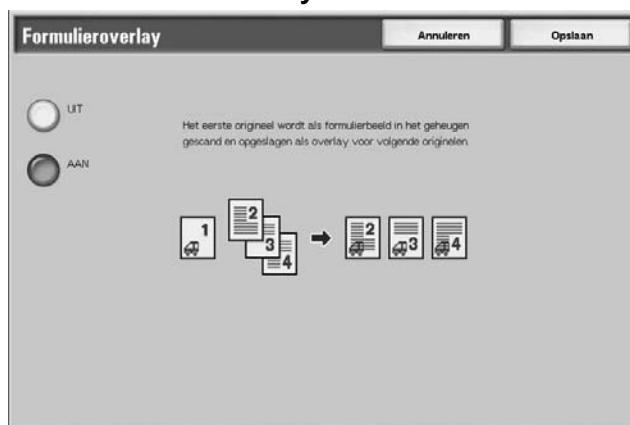 Formulieroverlay
Annuleren
Opslaan
UIT
Het eerste origineel wordt als formulierbeeld in het geheugen
gescand en opgeslagen als overlay voor volgende originelen.
AAN
1
2
3
4
2
3
4